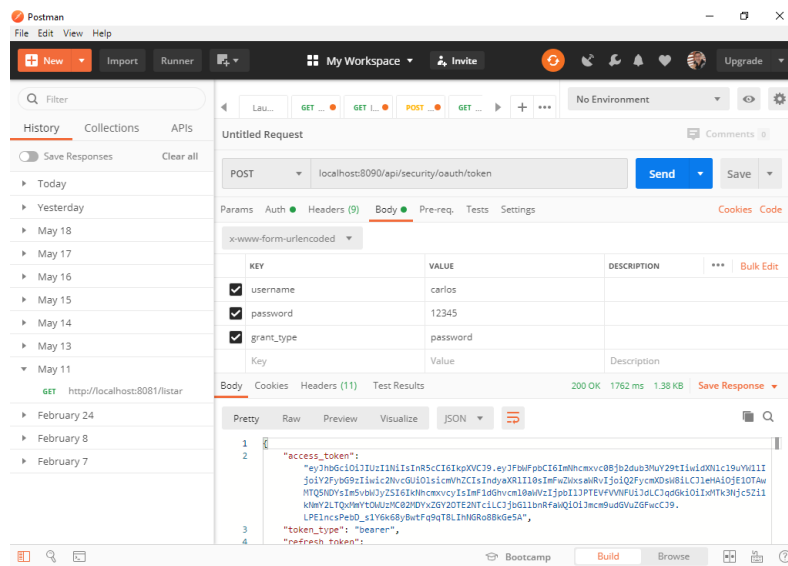 Postman
File Edit View Help
New Import Runner My Workspace Invite Upgrade
Filter
History Collections APIs
Save Responses Clear all
Today
Yesterday
May 18
May 17
May 16
May 15
May 14
May 13
May 11
GET http://localhost:8081/listar
February 24
February 8
February 7
Lau... GET ... GET (... POST ... GET ... No Environment
Untitled Request Comments 0
POST localhost:8090/api/security/oauth/token Send Save
Params Auth Headers (9) Body Pre-req. Tests Settings Cookies Code
x-www-form-urlencoded
KEY VALUE DESCRIPTION Bulk Edit
username carlos
password 12345
grant_type password
Key Value Description
Body Cookies Headers (11) Test Results 200 OK 1762 ms 1.38 KB Save Response
Pretty Raw Preview Visualize JSON
1 {
2 "access_token":
3 "token_type": "bearer",
4 "refresh_token":
Bootcamp Build Browse